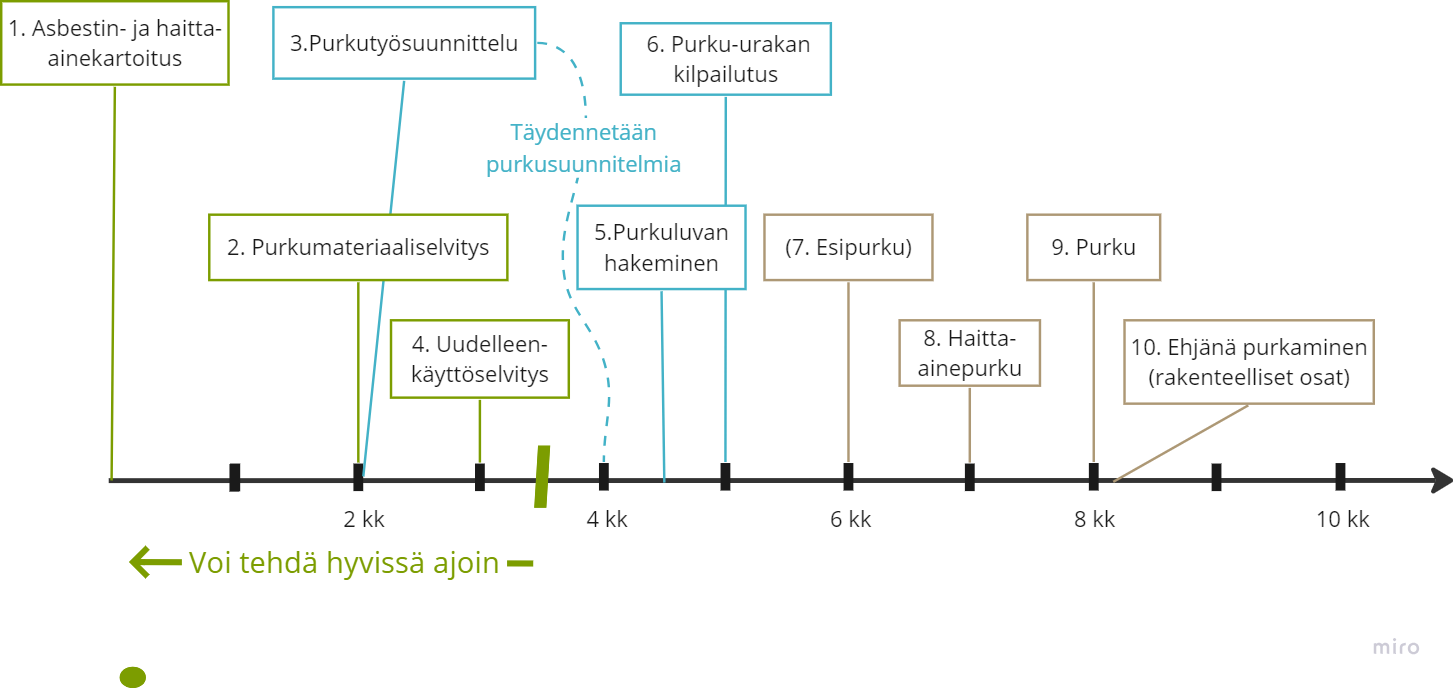 1. Asbestin- ja haitta-
ainekartoitus
3.Purkutyösuunnittelu
6. Purku-urakan
kilpailutus
Täydennetään
purkusuunnitelmia
2. Purkumateriaaliselvitys
5.Purkuluvan
hakeminen
(7. Esipurku)
9. Purku
4. Uudelleen-
käyttöselvitys
8. Haitta-
ainepurku
10. Ehjänä purkaminen
(rakenteelliset osat)
2 kk
4 kk
6 kk
8 kk
10 kk
Voi tehdä hyvissä ajoin
miro